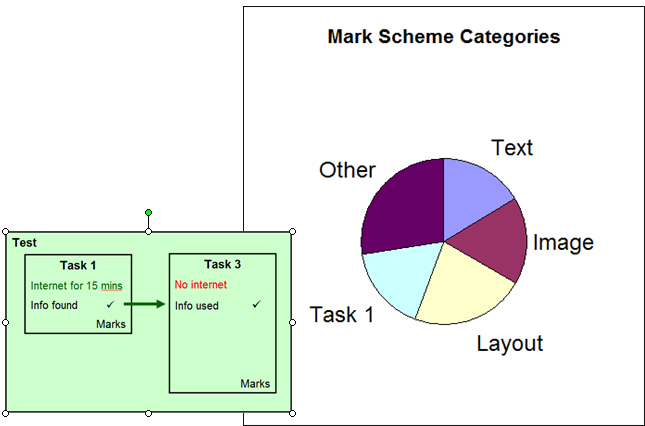 Mark Scheme Categories
Text
Other
Image
Task 1
Layout
Test
Task 1
Internet for 15 mins
Info found ✓
Marks
Task 3
No internet
Info used ✓
Marks